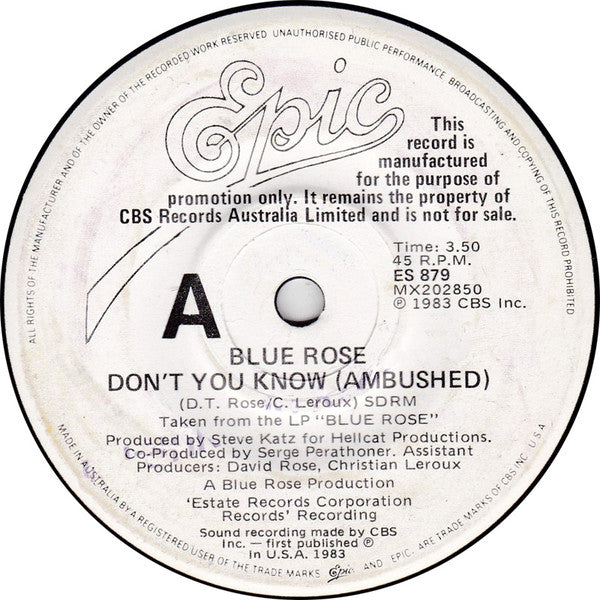 ALL RIGHTS OF THE MANUFACTURER AND OF THE OWNER OF THE RECORDED WORK RESERVED UNAUTHORISED PUBLIC PERFORMANCE, BROADCASTING AND COPYING OF THIS RECORD PROHIBITED
Epic
This
record is
manufactured
for the purpose of
promotion only. It remains the property of
CBS Records Australia Limited and is not for sale.
Time: 3.50
45 R.P.M.
ES 879
MX202850
℗ 1983 CBS Inc.
A
BLUE ROSE
DON'T YOU KNOW (AMBUSHED)
(D.T. Rose/C. Leroux) SDRM
Taken from the LP "BLUE ROSE"
Produced by Steve Katz for Hellcat Productions.
Co-Produced by Serge Perathoner. Assistant
Producers: David Rose, Christian Leroux
A Blue Rose Production
'Estate Records Corporation
Records' Recording
Sound recording made by CBS
Inc. — first published ℗
in U.S.A. 1983
MADE IN AUSTRALIA BY A REGISTERED USER OF THE TRADE MARKS Epic AND EPIC. ARE TRADE MARKS OF CBS INC. U.S.A